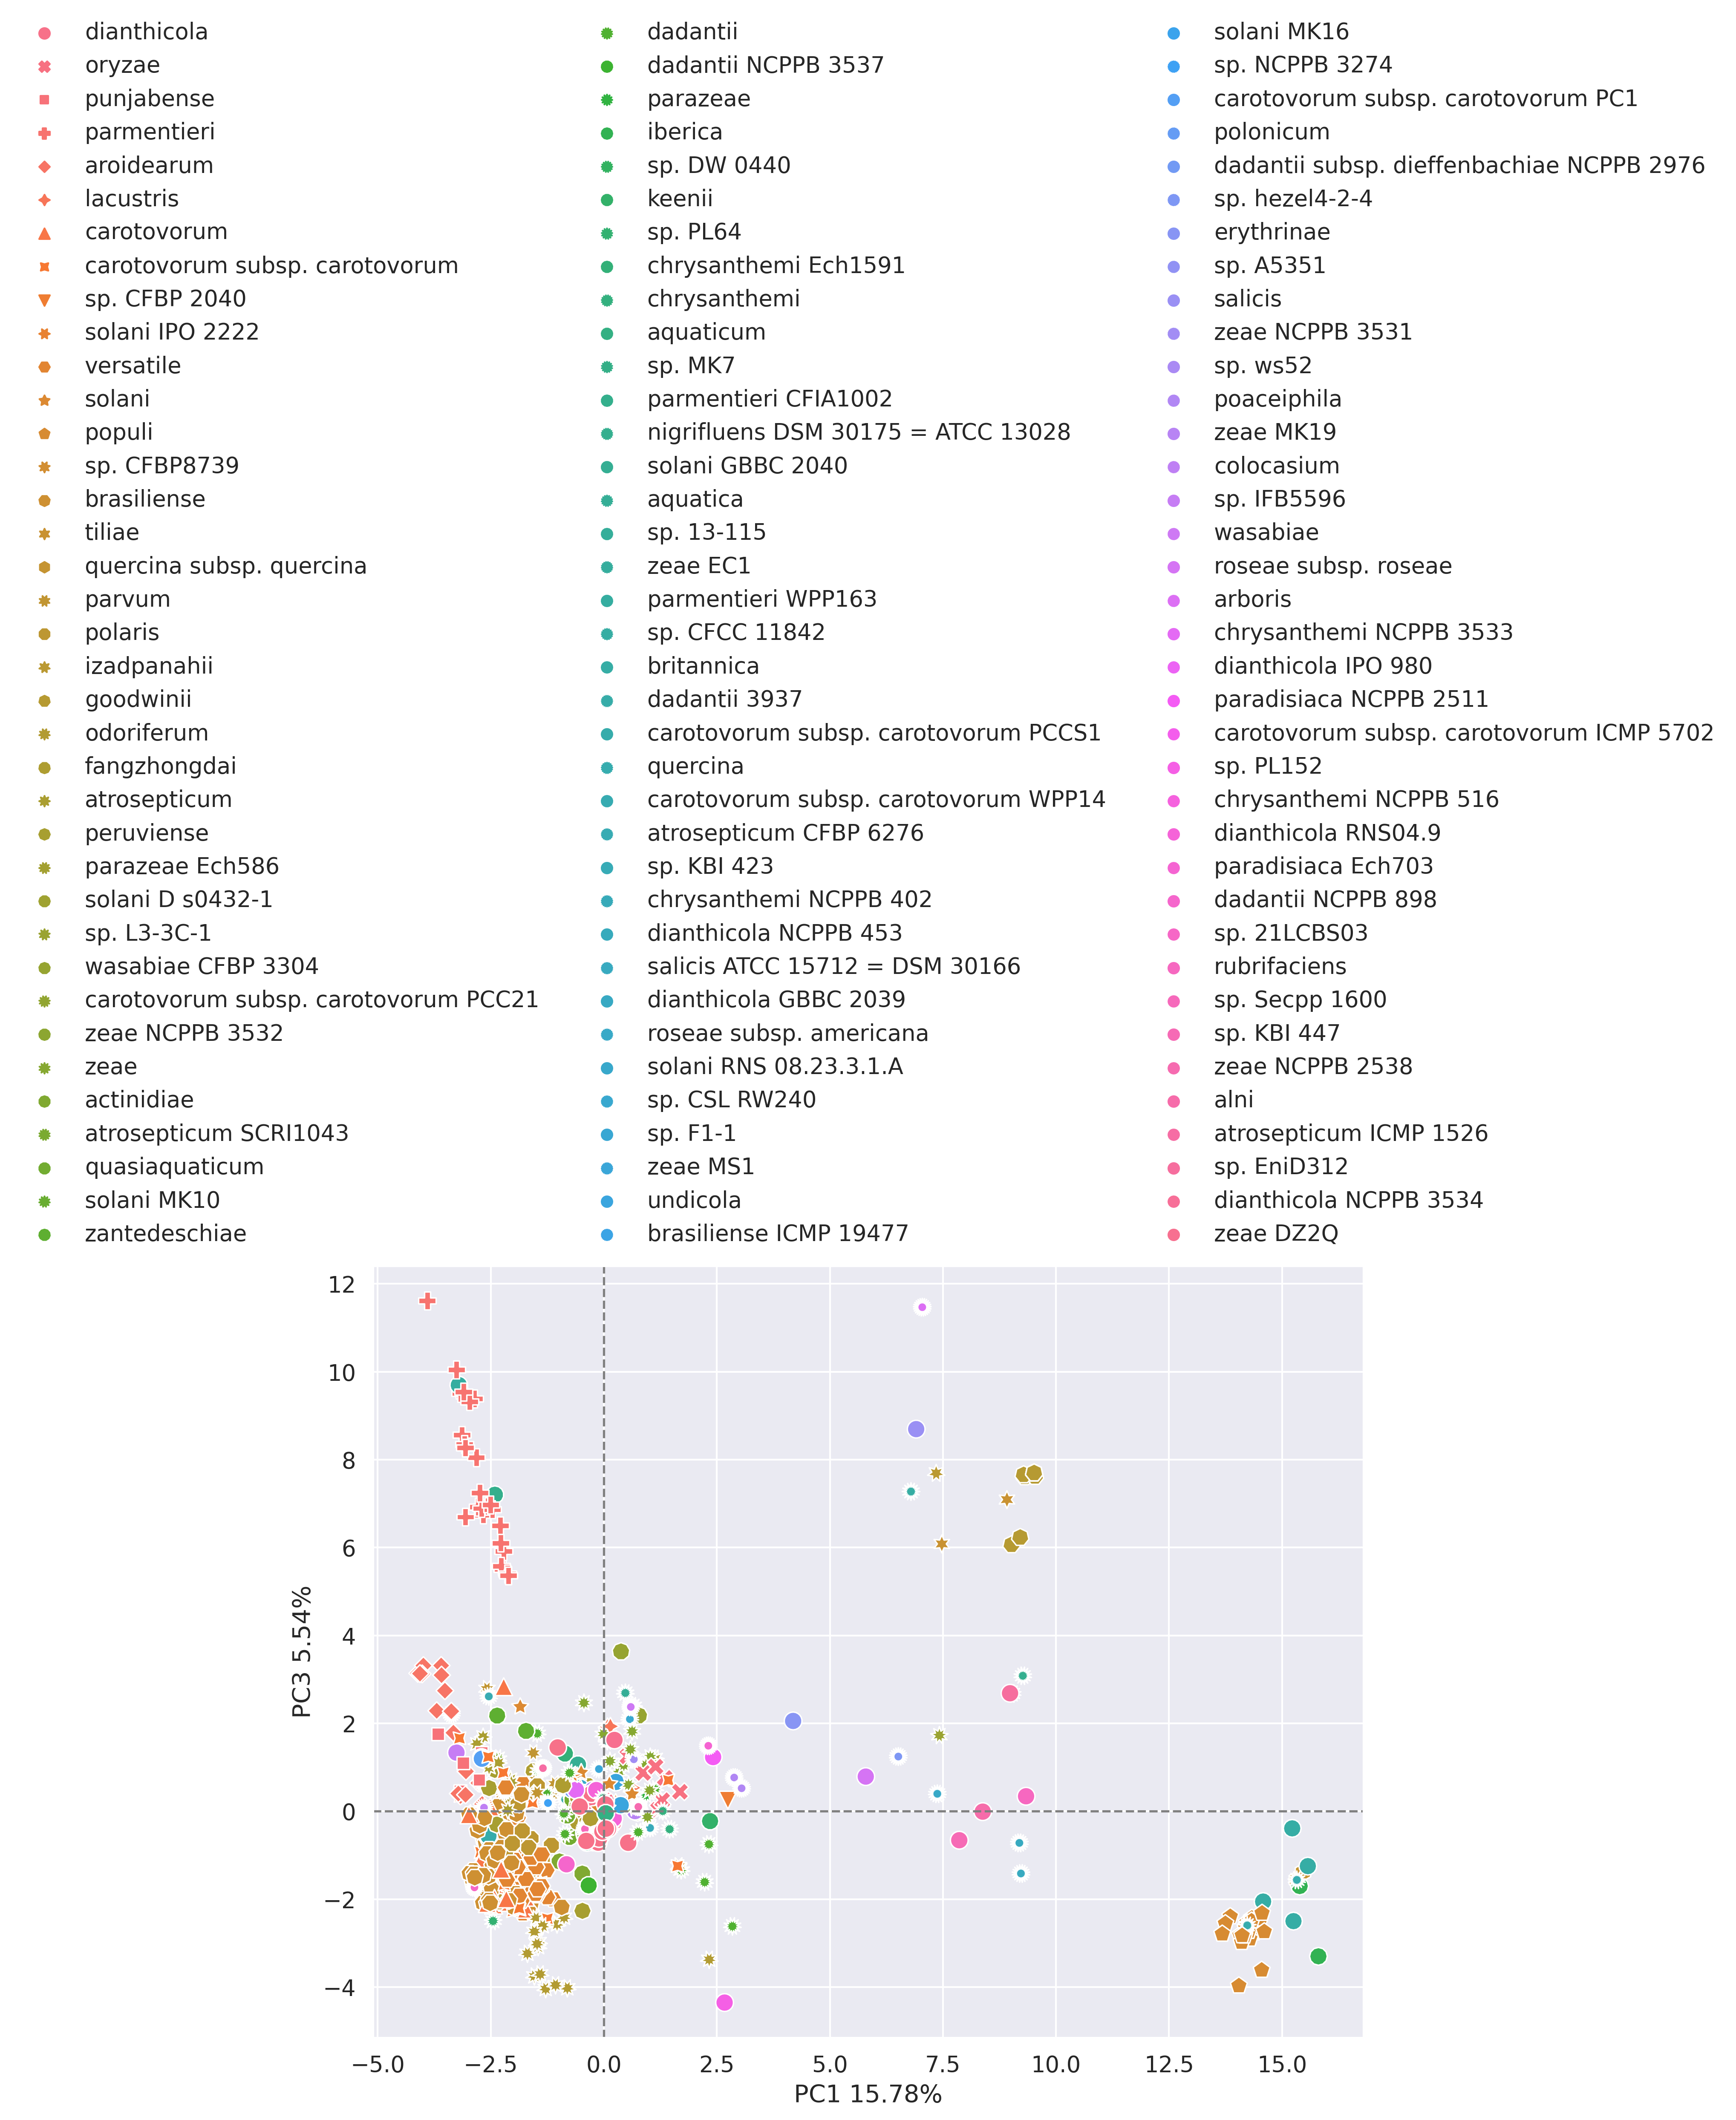 dianthicola
oryzae
punjabense
parmentieri
aroidearum
lacustris
carotovorum
carotovorum subsp. carotovorum
sp. CFBP 2040
solani IPO 2222
versatile
solani
populi
sp. CFBP8739
brasiliense
tiliae
quercina subsp. quercina
parvum
polaris
izadpanahii
goodwinii
odoriferum
fangzhongdai
atrosepticum
peruviense
parazeae Ech586
solani D s0432-1
sp. L3-3C-1
wasabiae CFBP 3304
carotovorum subsp. carotovorum PCC21
zeae NCPPB 3532
zeae
actinidiae
atrosepticum SCRI1043
quasiaquaticum
solani MK10
zantedeschiae
dadantii
dadantii NCPPB 3537
parazeae
iberica
sp. DW 0440
keenii
sp. PL64
chrysanthemi Ech1591
chrysanthemi
aquaticum
sp. MK7
parmentieri CFIA1002
nigrifluens DSM 30175 = ATCC 13028
solani GBBC 2040
aquatica
sp. 13-115
zeae EC1
parmentieri WPP163
sp. CFCC 11842
britannica
dadantii 3937
carotovorum subsp. carotovorum PCCS1
quercina
carotovorum subsp. carotovorum WPP14
atrosepticum CFBP 6276
sp. KBI 423
chrysanthemi NCPPB 402
dianthicola NCPPB 453
salicis ATCC 15712 = DSM 30166
dianthicola GBBC 2039
roseae subsp. americana
solani RNS 08.23.3.1.A
sp. CSL RW240
sp. F1-1
zeae MS1
undicola
brasiliense ICMP 19477
solani MK16
sp. NCPPB 3274
carotovorum subsp. carotovorum PC1
polonicum
dadantii subsp. dieffenbachiae NCPPB 2976
sp. hezel4-2-4
erythrinae
sp. A5351
salicis
zeae NCPPB 3531
sp. ws52
poaceiphila
zeae MK19
colocasium
sp. IFB5596
wasabiae
roseae subsp. roseae
arboris
chrysanthemi NCPPB 3533
dianthicola IPO 980
paradisiaca NCPPB 2511
carotovorum subsp. carotovorum ICMP 5702
sp. PL152
chrysanthemi NCPPB 516
dianthicola RNS04.9
paradisiaca Ech703
dadantii NCPPB 898
sp. 21LCBS03
rubrifaciens
sp. Secpp 1600
sp. KBI 447
zeae NCPPB 2538
alni
atrosepticum ICMP 1526
sp. EniD312
dianthicola NCPPB 3534
zeae DZ2Q
12
10
8
6
4
2
0
−2
−4
PC3 5.54%
−5.0 −2.5 0.0 2.5 5.0 7.5 10.0 12.5 15.0
PC1 15.78%